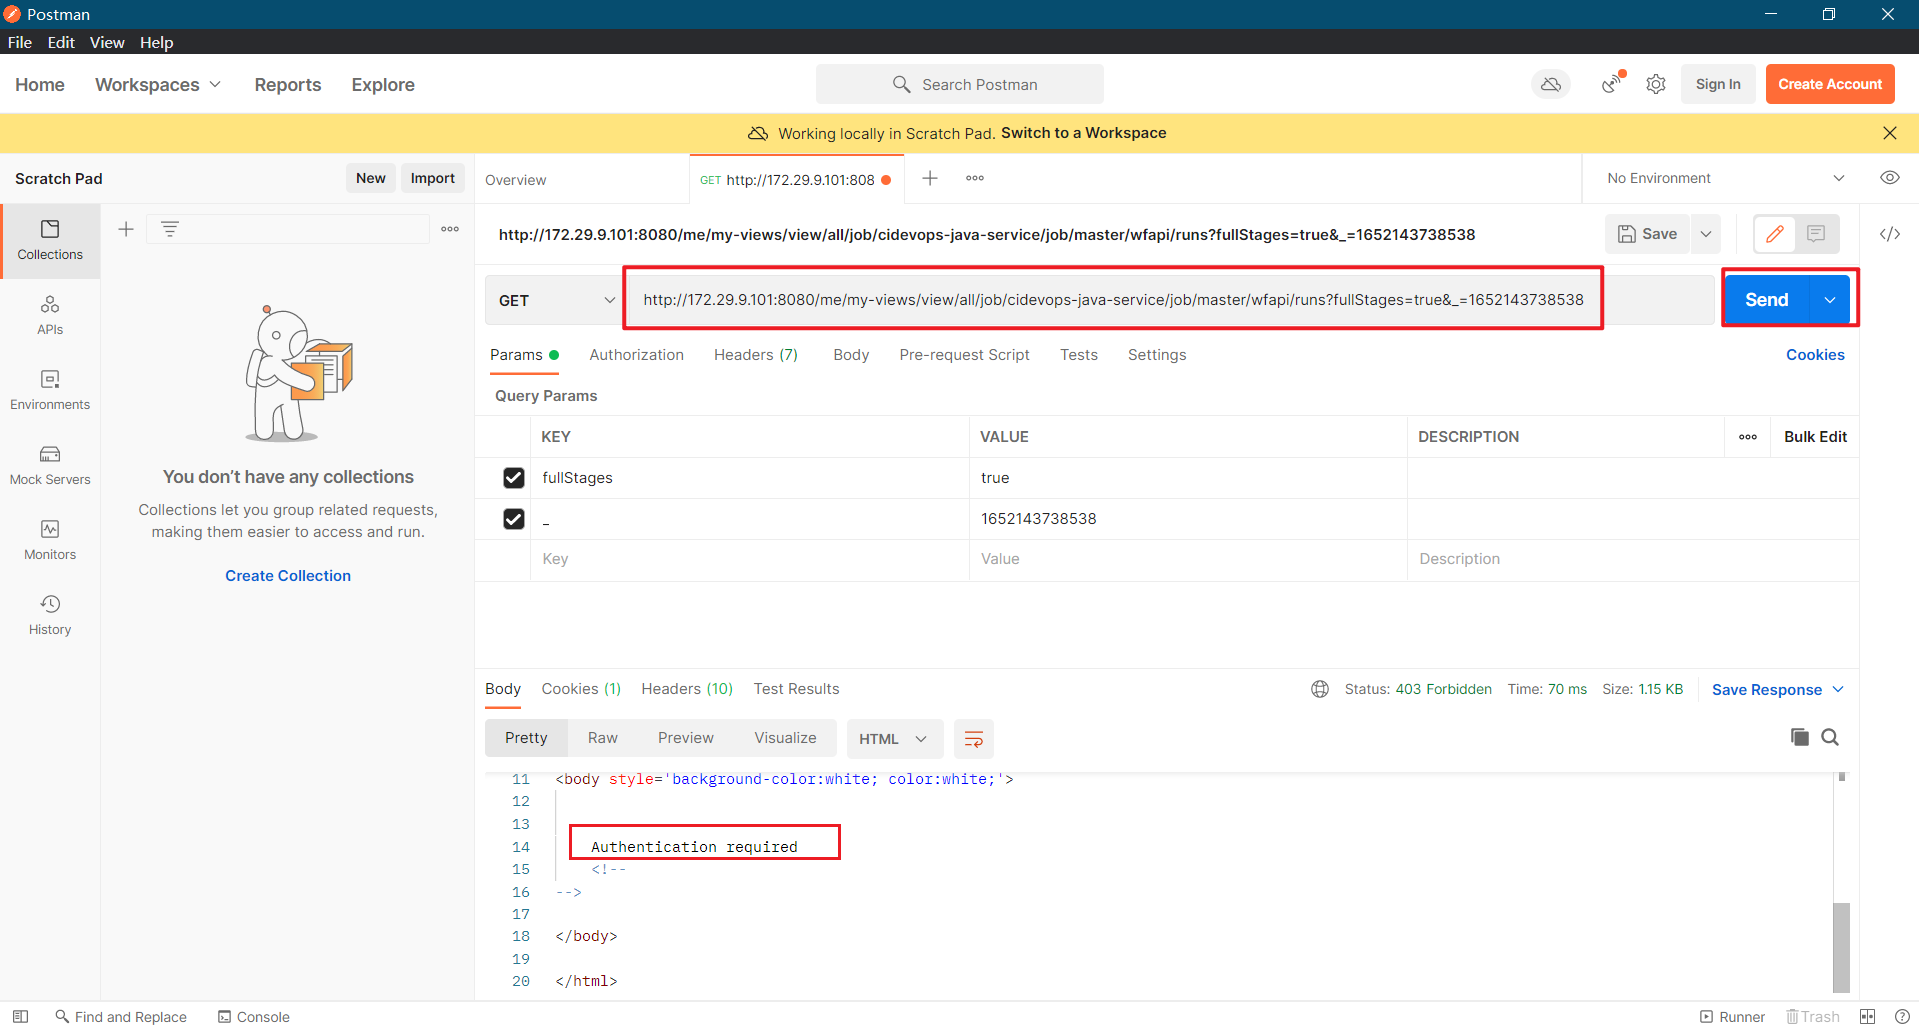 Postman
File Edit View Help
Home Workspaces Reports Explore Search Postman Sign In Create Account
Working locally in Scratch Pad. Switch to a Workspace
Scratch Pad New Import Overview GET http://172.29.9.101:808 No Environment
http://172.29.9.101:8080/me/my-views/view/all/job/cidevops-java-service/job/master/wfapi/runs?fullStages=true&_=1652143738538 Save
Collections
GET http://172.29.9.101:8080/me/my-views/view/all/job/cidevops-java-service/job/master/wfapi/runs?fullStages=true&_=1652143738538 Send
APIs
Environments
Mock Servers
Monitors
History
You don’t have any collections
Collections let you group related requests,
making them easier to access and run.
Create Collection
Params Authorization Headers (7) Body Pre-request Script Tests Settings Cookies
Query Params
KEY VALUE DESCRIPTION Bulk Edit
fullStages true
_ 1652143738538
Key Value Description
Body Cookies (1) Headers (10) Test Results Status: 403 Forbidden Time: 70 ms Size: 1.15 KB Save Response
Pretty Raw Preview Visualize HTML
11 <body style='background-color:white; color:white;'>
12
13
14 Authentication required
15 <!--
16 -->
17
18 </body>
19
20 </html>
Find and Replace Console Runner Trash